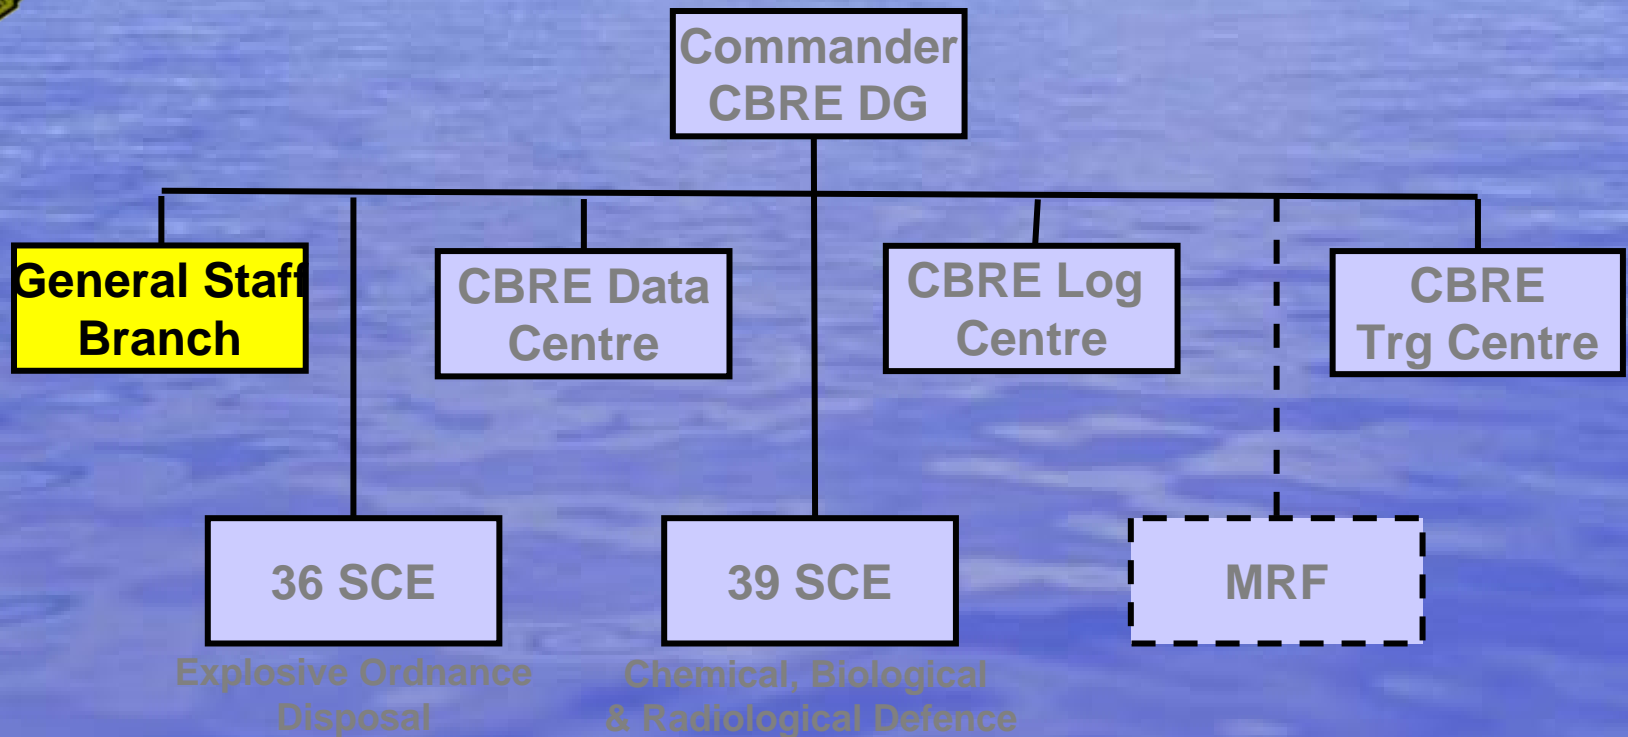 Commander
CBRE DG
General Staff
Branch
CBRE Data
Centre
CBRE Log
Centre
CBRE
Trg Centre
36 SCE
39 SCE
MRF
Explosive Ordnance
Disposal
Chemical, Biological
& Radiological Defence